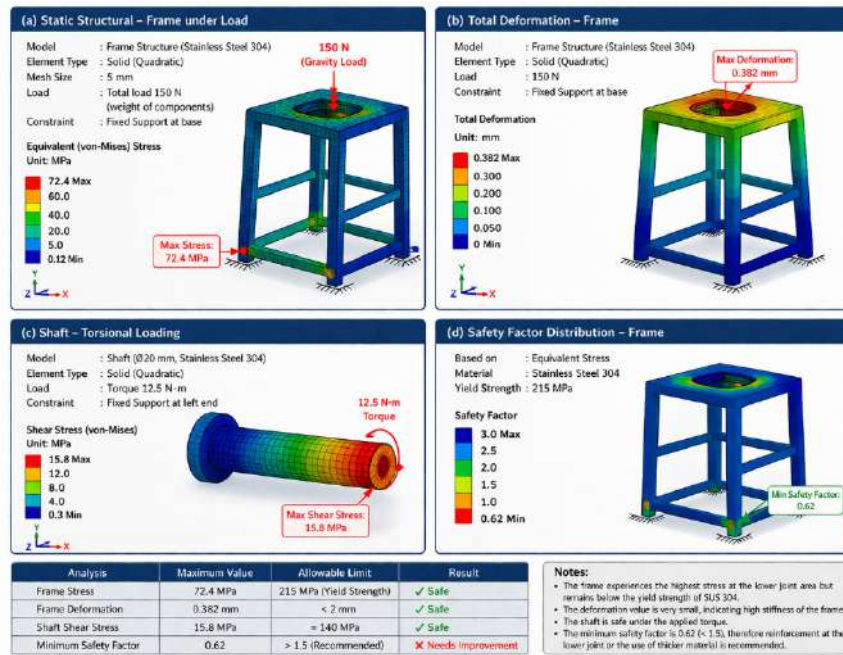 (a) Static Structural – Frame under Load
Model : Frame Structure (Stainless Steel 304)
Element Type : Solid (Quadratic)
Mesh Size : 5 mm
Load : Total load 150 N
(weight of components)
Constraint : Fixed Support at base
Equivalent (von-Mises) Stress
Unit: MPa
72.4 Max
60.0
40.0
20.0
5.0
0.12 Min
150 N
(Gravity Load)
Max Stress:
72.4 MPa
Y
Z X
(b) Total Deformation – Frame
Model : Frame Structure (Stainless Steel 304)
Element Type : Solid (Quadratic)
Load : 150 N
Constraint : Fixed Support at base
Total Deformation
Unit: mm
0.382 Max
0.300
0.200
0.100
0.050
0 Min
Max Deformation:
0.382 mm
Y
Z X
(c) Shaft – Torsional Loading
Model : Shaft (Ø20 mm, Stainless Steel 304)
Element Type : Solid (Quadratic)
Load : Torque 12.5 N-m
Constraint : Fixed Support at left end
Shear Stress (von-Mises)
Unit: MPa
15.8 Max
12.0
8.0
4.0
0.3 Min
12.5 N-m
Torque
Max Shear Stress:
15.8 MPa
Y
Z X
(d) Safety Factor Distribution – Frame
Based on : Equivalent Stress
Material : Stainless Steel 304
Yield Strength : 215 MPa
Safety Factor
3.0 Max
2.5
2.0
1.5
1.0
0.62 Min
Min Safety Factor:
0.62
Y
Z X
Analysis Maximum Value Allowable Limit Result
Frame Stress 72.4 MPa 215 MPa (Yield Strength) ✓ Safe
Frame Deformation 0.382 mm < 2 mm ✓ Safe
Shaft Shear Stress 15.8 MPa = 140 MPa ✓ Safe
Minimum Safety Factor 0.62 > 1.5 (Recommended) ✗ Needs Improvement
Notes:
• The frame experiences the highest stress at the lower joint area but
remains below the yield strength of SUS 304.
• The deformation value is very small, indicating high stiffness of the frame
• The shaft is safe under the applied torque.
• The minimum safety factor is 0.62 (< 1.5), therefore reinforcement at the
lower joint or the use of thicker material is recommended.